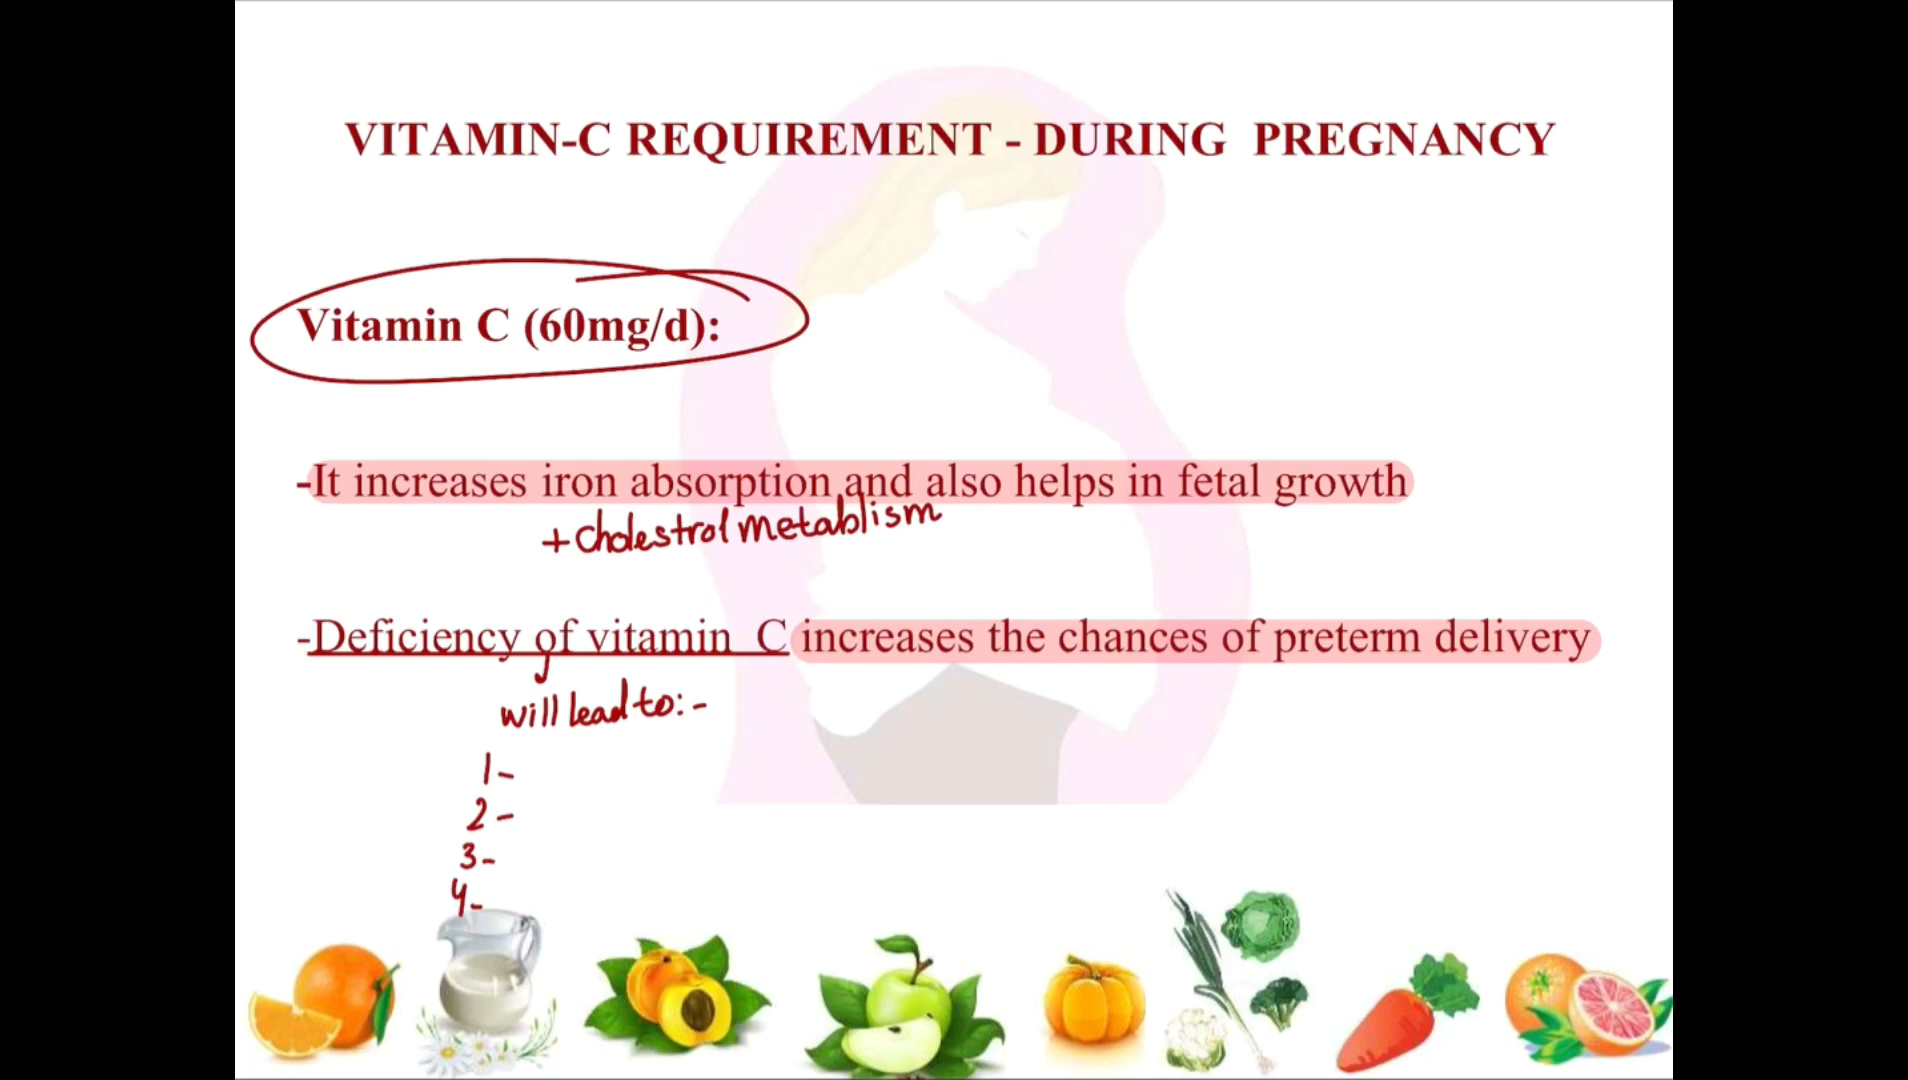 VITAMIN-C REQUIREMENT - DURING PREGNANCY
Vitamin C (60mg/d):
-It increases iron absorption and also helps in fetal growth
+ Cholestrol metablism
-Deficiency of vitamin C increases the chances of preterm delivery
will lead to:-
1-
2-
3-
4-